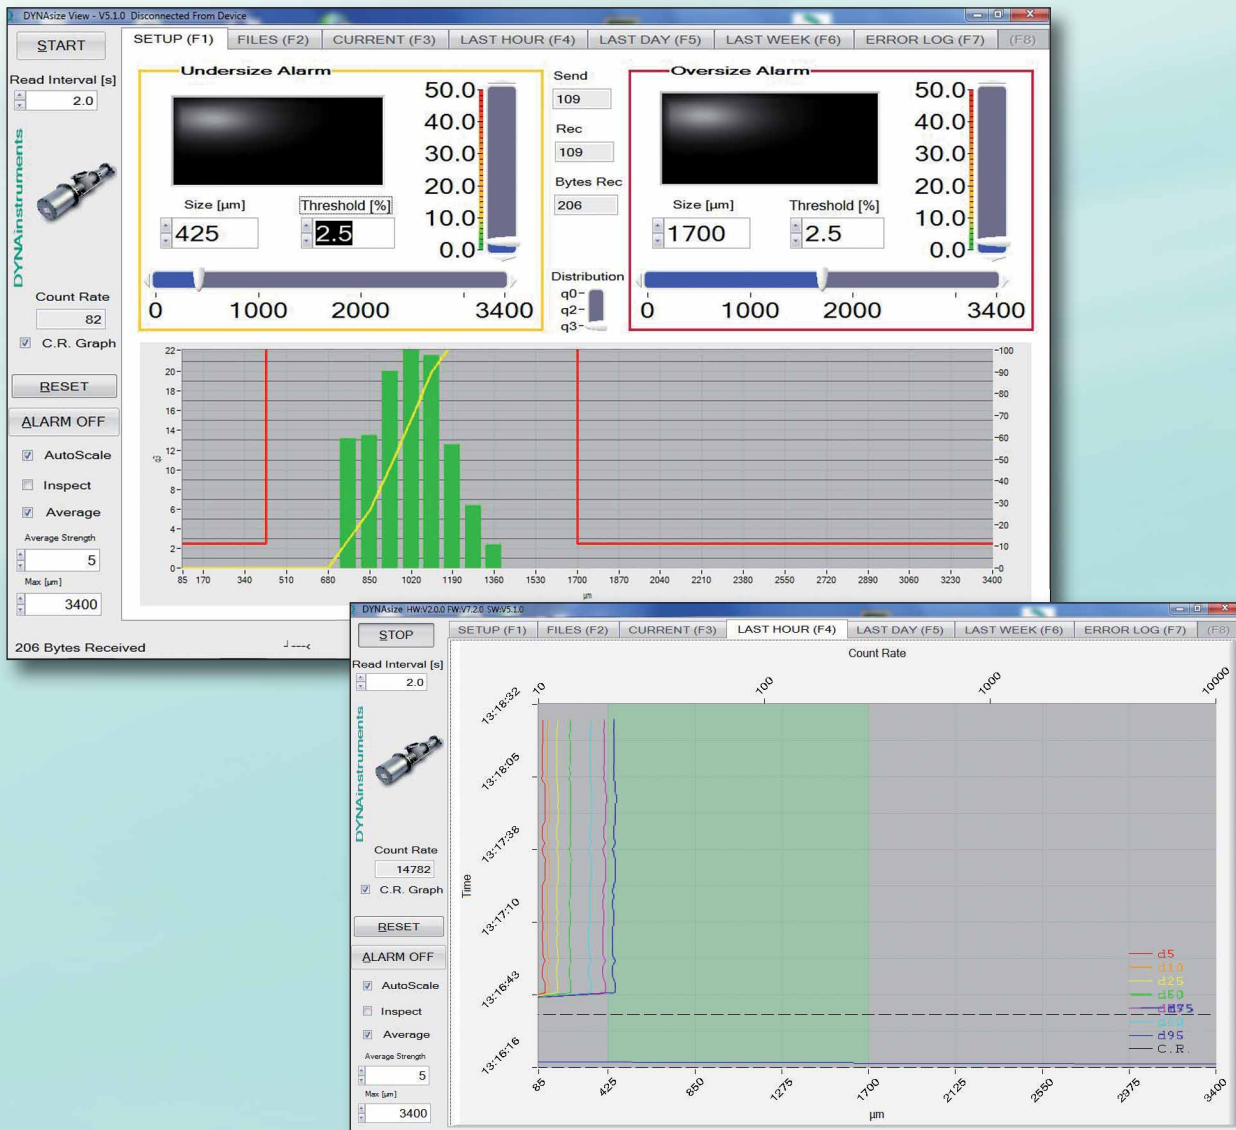 DYNAsize View - V5.1.0 Disconnected From Device
START
SETUP (F1) FILES (F2) CURRENT (F3) LAST HOUR (F4) LAST DAY (F5) LAST WEEK (F6) ERROR LOG (F7) (F8)
Read Interval [s]
2.0
DYNAinstruments
Count Rate
82
C.R. Graph
RESET
ALARM OFF
AutoScale
Inspect
Average
Average Strength
5
Max [µm]
3400
206 Bytes Received
Undersize Alarm
Size [µm] Threshold [%]
425 2.5
50.0
40.0
30.0
20.0
10.0
0.0
0 1000 2000 3400
Send
109
Rec
109
Bytes Rec
206
Distribution
q0-
q2-
q3-
Oversize Alarm
Size [µm] Threshold [%]
1700 2.5
50.0
40.0
30.0
20.0
10.0
0.0
0 1000 2000 3400
22
20
18
16
14
12
10
8
6
4
2
0
q3
100
90
80
70
60
50
40
30
20
10
0
85 170 340 510 680 850 1020 1190 1360 1530 1700 1870 2040 2210 2380 2550 2720 2890 3060 3230 3400
µm
DYNAsize HW:V2.0.0 FW:V7.2.0 SW:V5.1.0
STOP
SETUP (F1) FILES (F2) CURRENT (F3) LAST HOUR (F4) LAST DAY (F5) LAST WEEK (F6) ERROR LOG (F7) (F8)
Read Interval [s]
2.0
DYNAinstruments
Count Rate
14782
C.R. Graph
RESET
ALARM OFF
AutoScale
Inspect
Average
Average Strength
5
Max [µm]
3400
Count Rate
10 100 1000 10000
Time
13:18:32
13:18:05
13:17:38
13:17:10
13:16:43
13:16:16
d5
d10
d25
d50
d75
d95
C.R.
85 425 850 1275 1700 2125 2550 2975 3400
µm